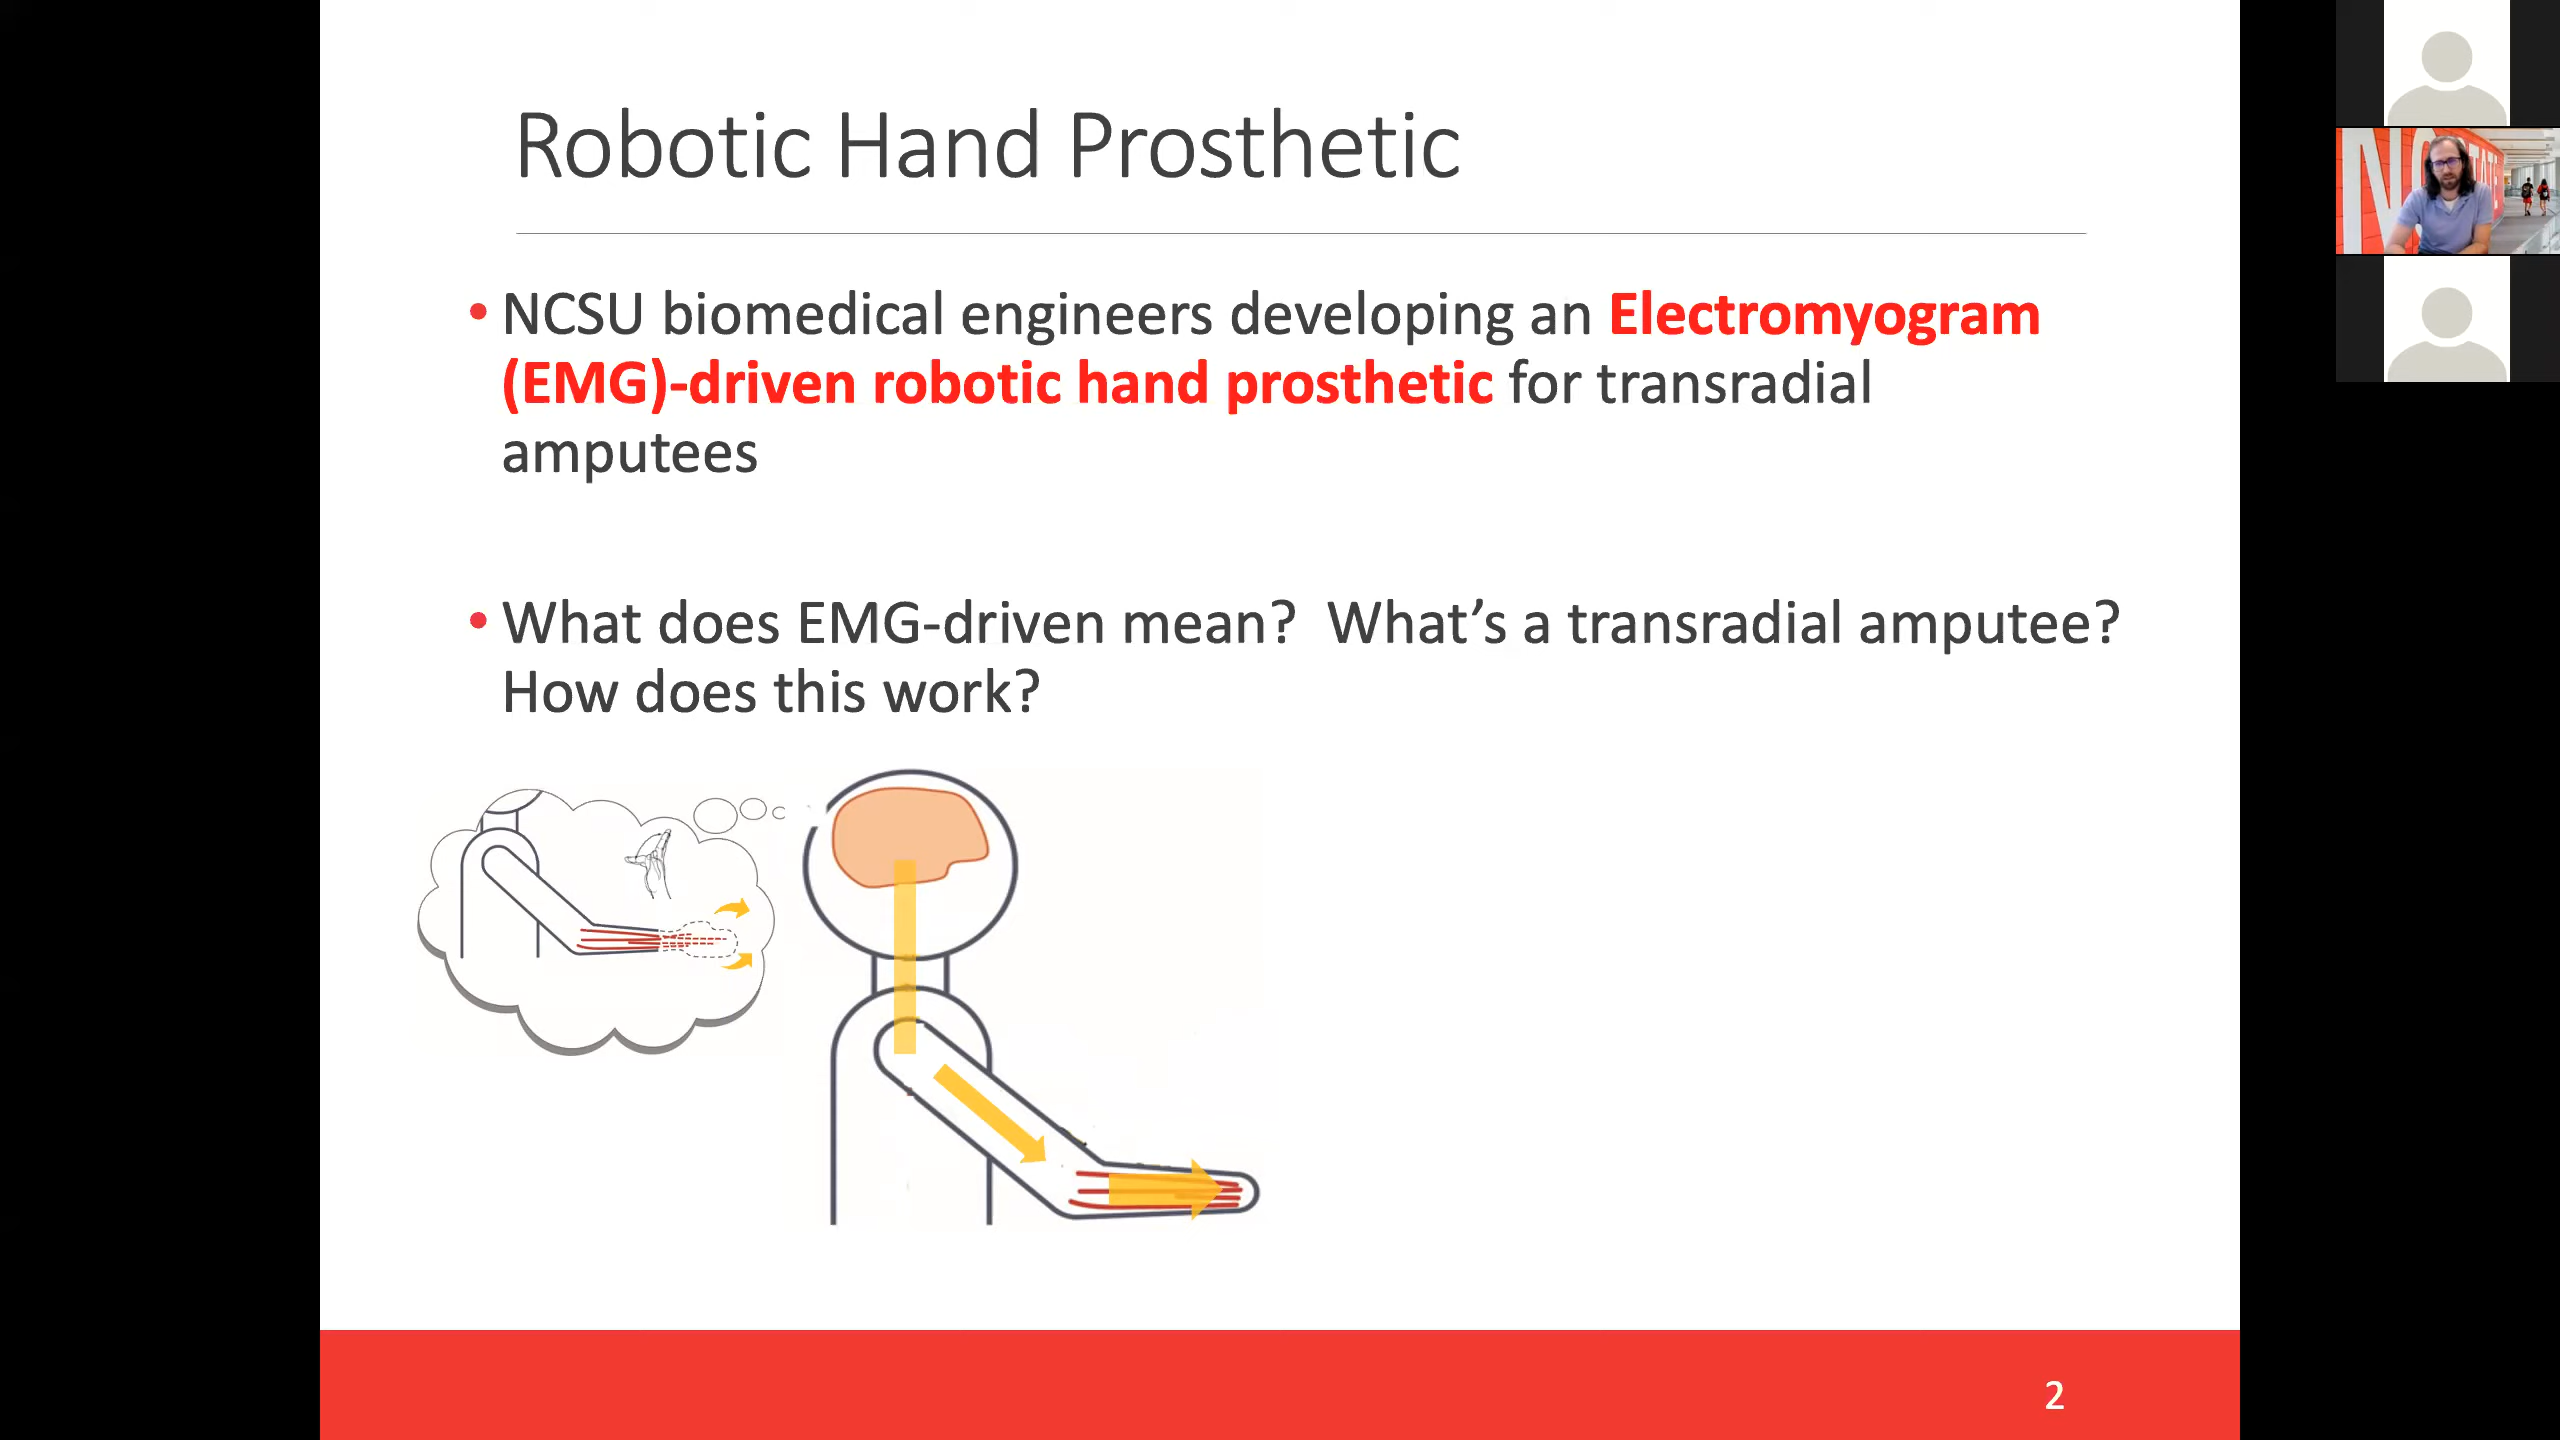 Robotic Hand Prosthetic
• NCSU biomedical engineers developing an Electromyogram
(EMG)-driven robotic hand prosthetic for transradial
amputees
• What does EMG-driven mean?  What’s a transradial amputee?
How does this work?
2